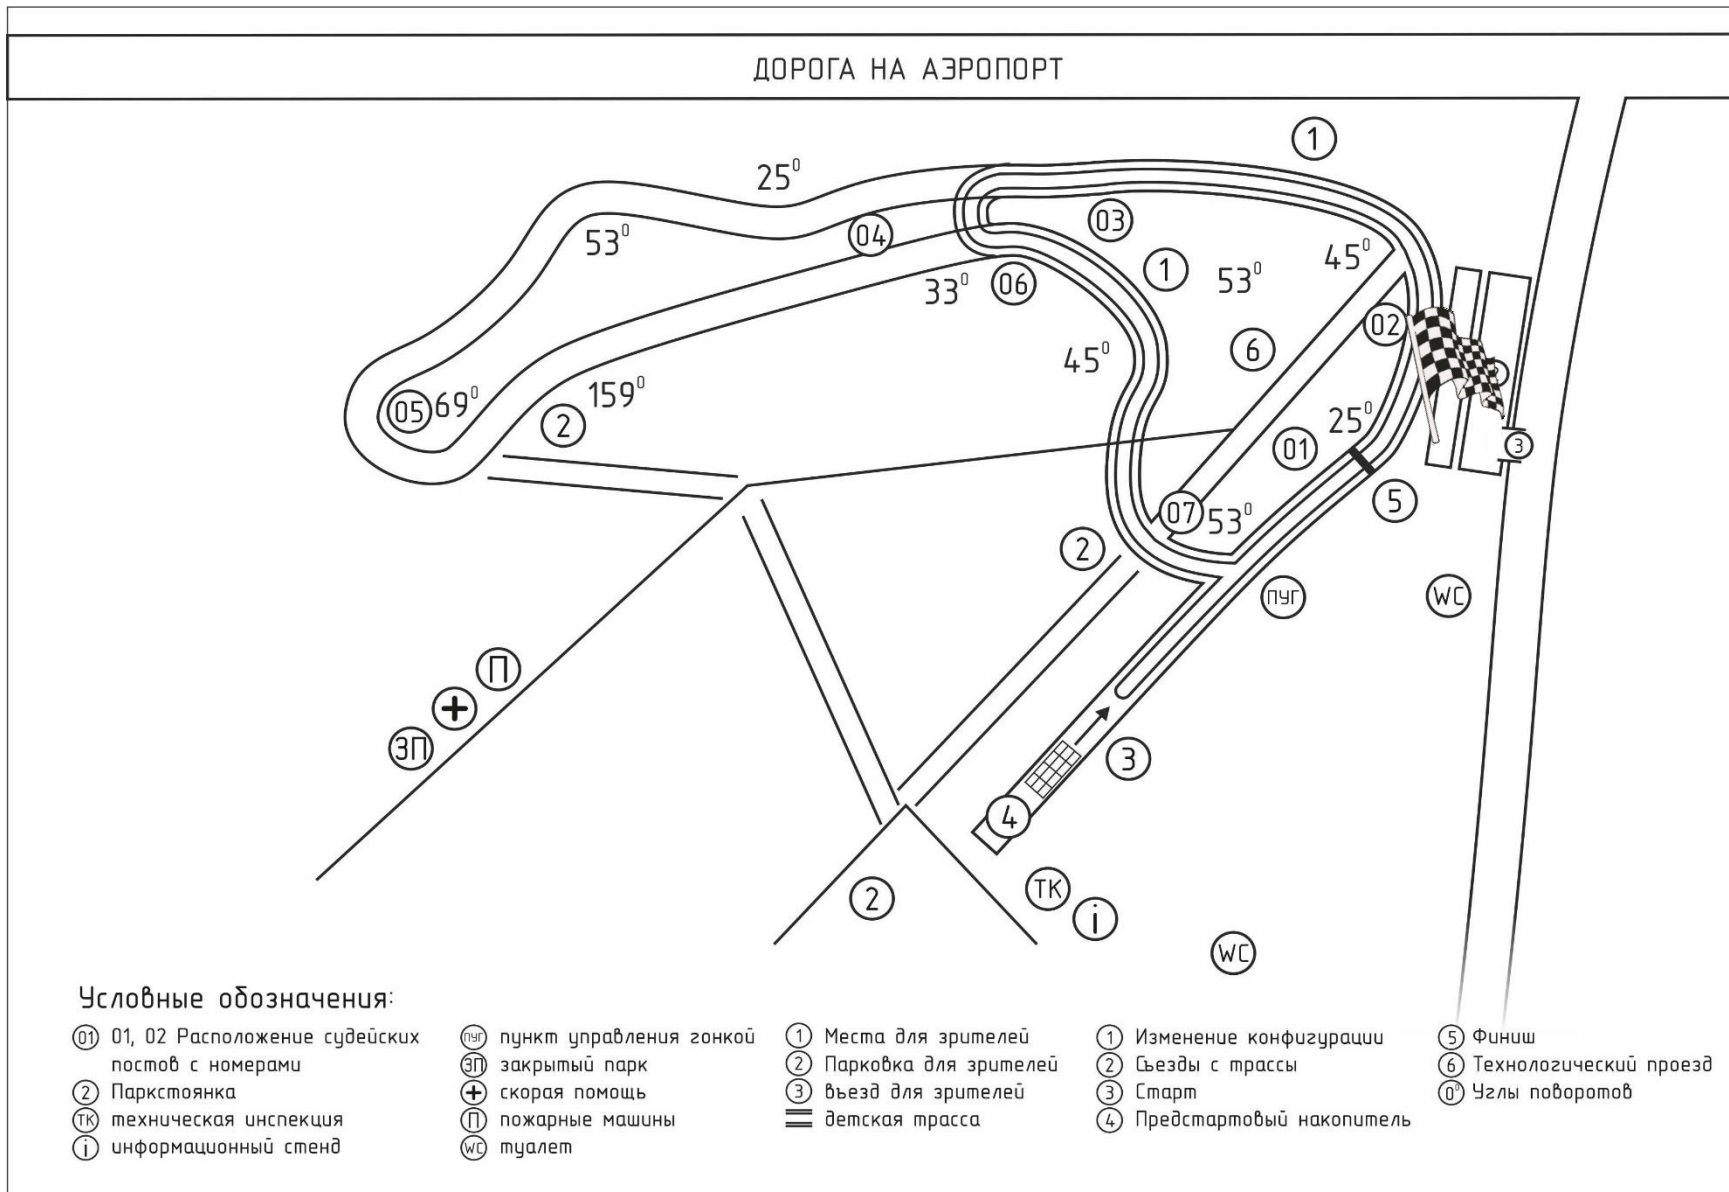 ДОРОГА НА АЭРОПОРТ
1
25⁰
53⁰
04
03
1
45⁰
53⁰
33⁰
06
02
6
45⁰
05
69⁰
159⁰
2
25⁰
01
3
5
07
53⁰
2
ПУГ
WC
П
+
ЗП
3
4
2
ТК
i
WC
Условные обозначения:
01 01, 02 Расположение судейских
постов с номерами
2 Паркстоянка
ТК техническая инспекция
i информационный стенд
ПУГ пункт управления гонкой
ЗП закрытый парк
+ скорая помощь
П пожарные машины
WC туалет
1 Места для зрителей
2 Парковка для зрителей
3 въезд для зрителей
детская трасса
1 Изменение конфигурации
2 Съезды с трассы
3 Старт
4 Предстартовый накопитель
5 Финиш
6 Технологический проезд
0⁰ Углы поворотов